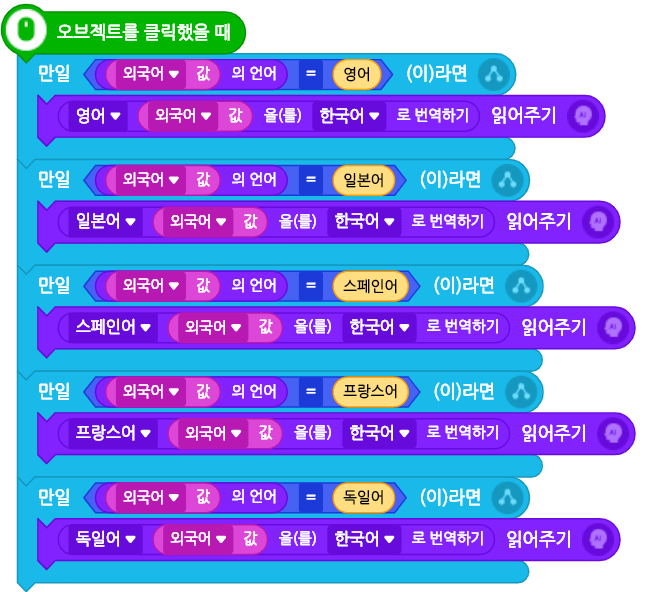 오브젝트를 클릭했을 때
만일 외국어 값 의 언어 = 영어 (이)라면
영어 외국어 값 을(를) 한국어 로 번역하기 읽어주기
만일 외국어 값 의 언어 = 일본어 (이)라면
일본어 외국어 값 을(를) 한국어 로 번역하기 읽어주기
만일 외국어 값 의 언어 = 스페인어 (이)라면
스페인어 외국어 값 을(를) 한국어 로 번역하기 읽어주기
만일 외국어 값 의 언어 = 프랑스어 (이)라면
프랑스어 외국어 값 을(를) 한국어 로 번역하기 읽어주기
만일 외국어 값 의 언어 = 독일어 (이)라면
독일어 외국어 값 을(를) 한국어 로 번역하기 읽어주기